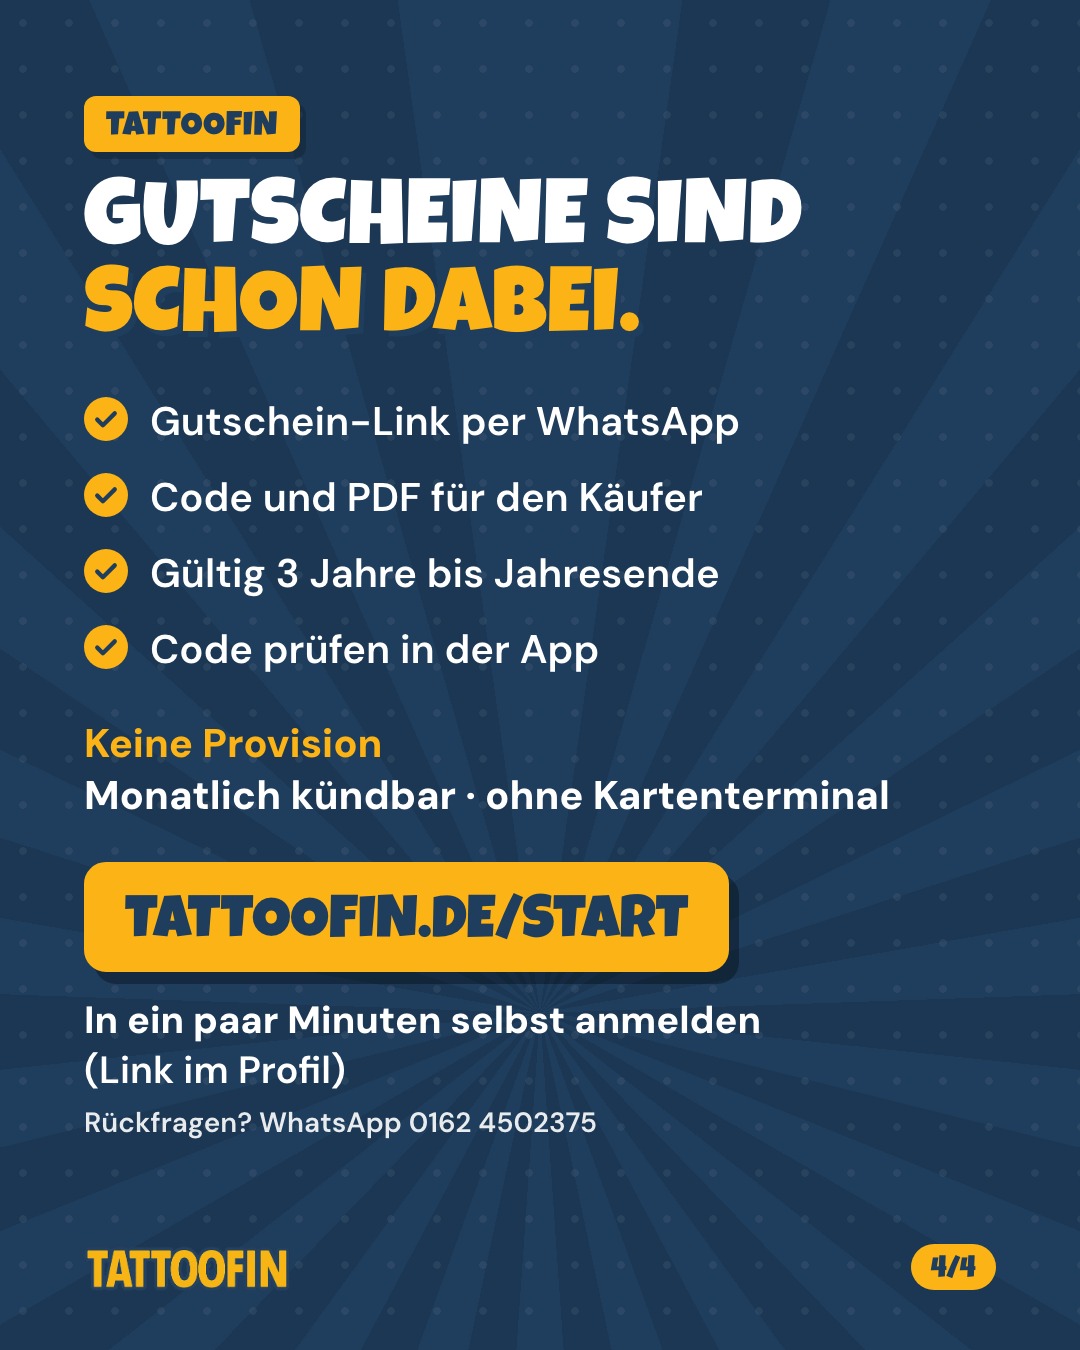 TATTOOFIN
GUTSCHEINE SIND
SCHON DABEI.
Gutschein-Link per WhatsApp
Code und PDF für den Käufer
Gültig 3 Jahre bis Jahresende
Code prüfen in der App
Keine Provision
Monatlich kündbar · ohne Kartenterminal
TATTOOFIN.DE/START
In ein paar Minuten selbst anmelden
(Link im Profil)
Rückfragen? WhatsApp 0162 4502375
TATTOOFIN
4/4